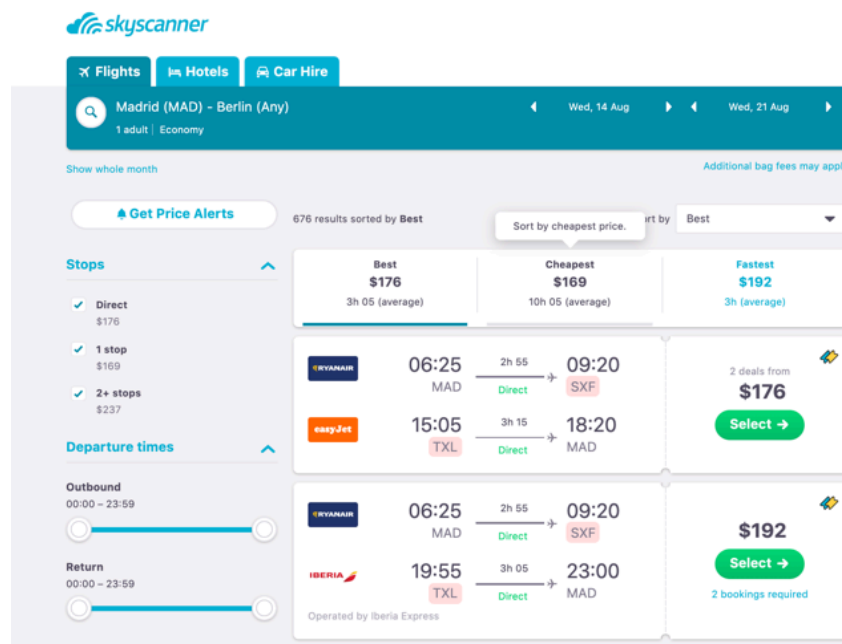 skyscanner
Flights
Hotels
Car Hire
Madrid (MAD) - Berlin (Any)
1 adult | Economy
Wed, 14 Aug
Wed, 21 Aug
Show whole month
Additional bag fees may appl
Get Price Alerts
676 results sorted by Best
Sort by cheapest price.
rt by
Best
Stops
Direct
$176
1 stop
$169
2+ stops
$237
Departure times
Outbound
00:00 – 23:59
Return
00:00 – 23:59
Best
$176
3h 05 (average)
Cheapest
$169
10h 05 (average)
Fastest
$192
3h (average)
RYANAIR
06:25
MAD
2h 55
Direct
09:20
SXF
easyJet
15:05
TXL
3h 15
Direct
18:20
MAD
2 deals from
$176
Select →
RYANAIR
06:25
MAD
2h 55
Direct
09:20
SXF
IBERIA
19:55
TXL
3h 05
Direct
23:00
MAD
Operated by Iberia Express
$192
Select →
2 bookings required